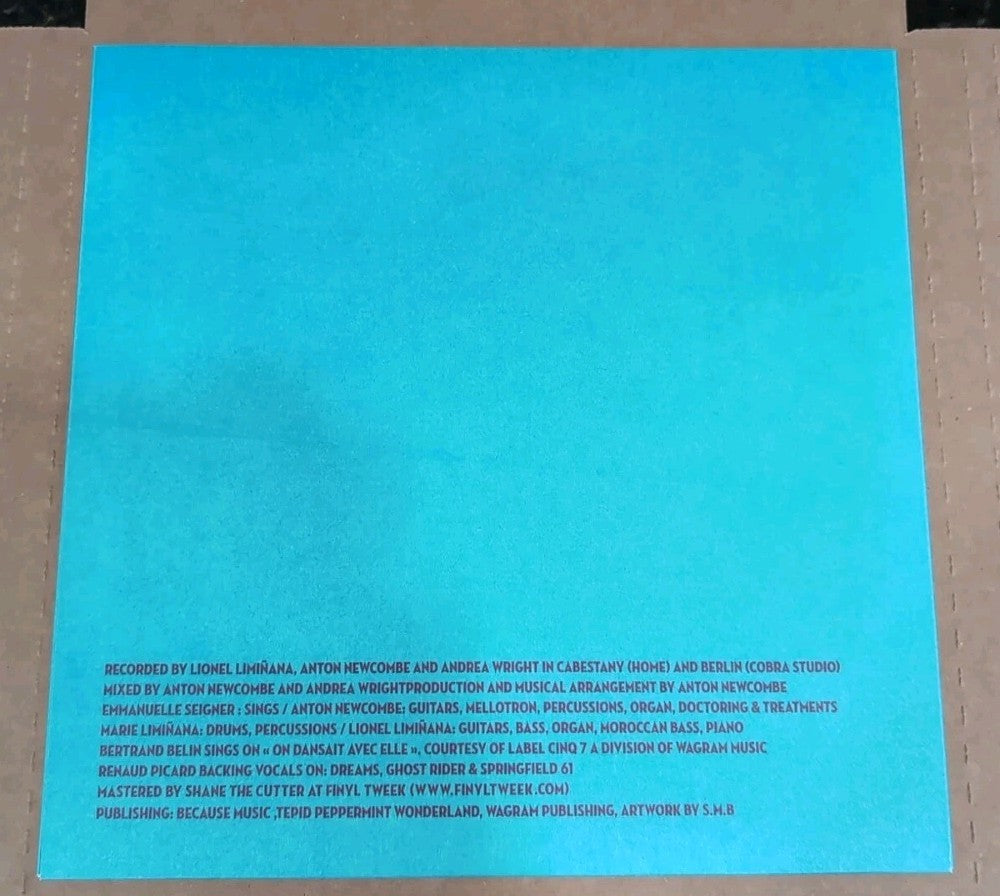 RECORDED BY LIONEL LIMIÑANA, ANTON NEWCOMBE AND ANDREA WRIGHT IN CABESTANY (HOME) AND BERLIN (COBRA STUDIO)
MIXED BY ANTON NEWCOMBE AND ANDREA WRIGHTPRODUCTION AND MUSICAL ARRANGEMENT BY ANTON NEWCOMBE
EMMANUELLE SEIGNER : SINGS / ANTON NEWCOMBE: GUITARS, MELLOTRON, PERCUSSIONS, ORGAN, DOCTORING & TREATMENTS
MARIE LIMIÑANA: DRUMS, PERCUSSIONS / LIONEL LIMIÑANA: GUITARS, BASS, ORGAN, MOROCCAN BASS, PIANO
BERTRAND BELIN SINGS ON « ON DANSAIT AVEC ELLE », COURTESY OF LABEL CINQ 7 A DIVISION OF WAGRAM MUSIC
RENAUD PICARD BACKING VOCALS ON: DREAMS, GHOST RIDER & SPRINGFIELD 61
MASTERED BY SHANE THE CUTTER AT FINYL TWEEK (WWW.FINYLTWEEK.COM)
PUBLISHING: BECAUSE MUSIC ,TEPID PEPPERMINT WONDERLAND, WAGRAM PUBLISHING, ARTWORK BY S.M.B